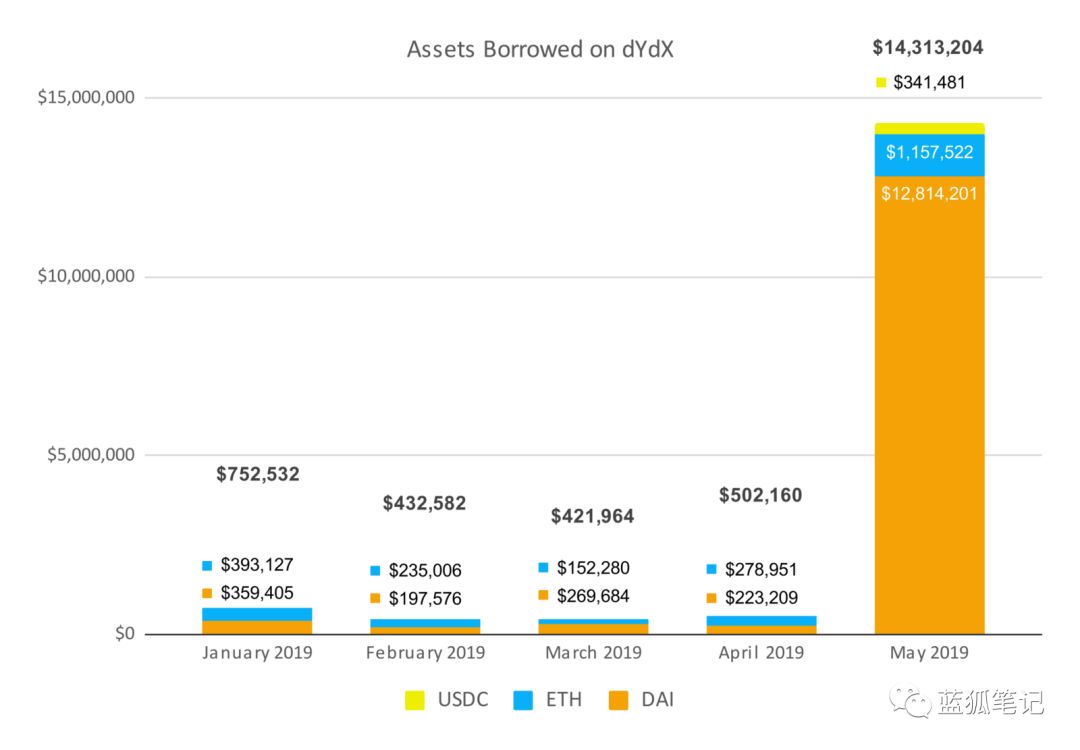 Assets Borrowed on dYdX
$14,313,204
$341,481
$15,000,000
$1,157,522
$12,814,201
$10,000,000
$5,000,000
$752,532
$432,582
$421,964
$502,160
$393,127
$359,405
$235,006
$197,576
$152,280
$269,684
$278,951
$223,209
$0
January 2019
February 2019
March 2019
April 2019
May 2019
USDC
ETH
DAI
蓝狐笔记